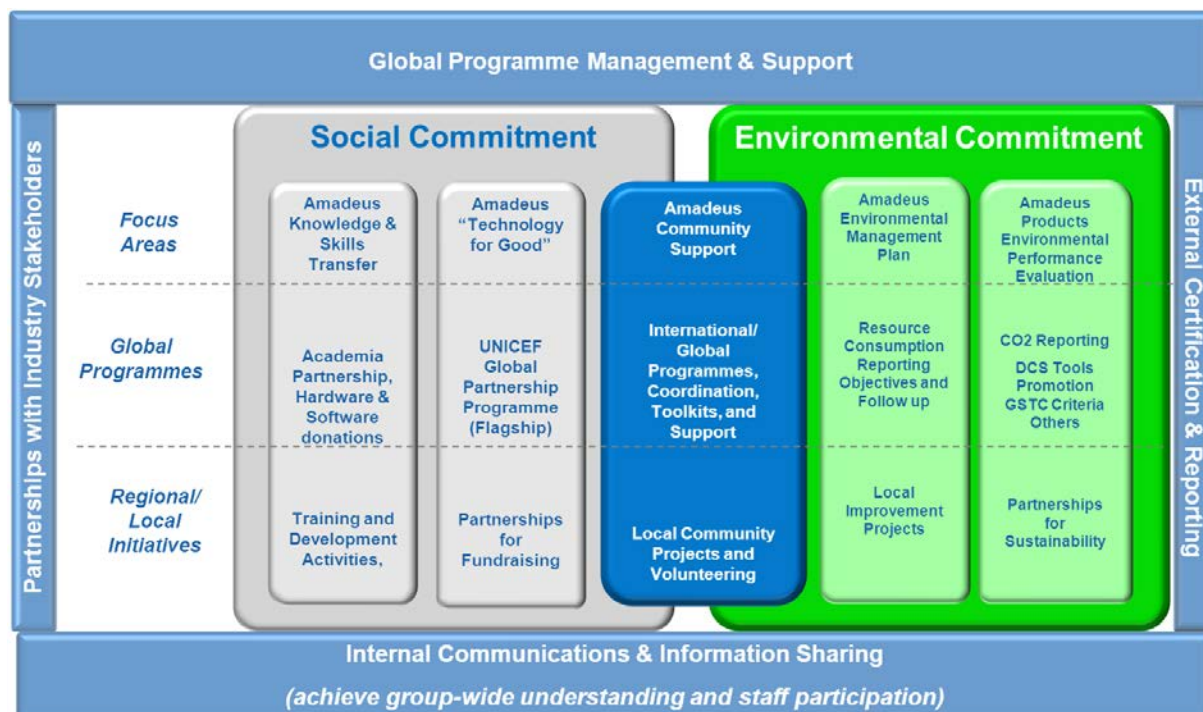 Global Programme Management & Support
Partnerships with Industry Stakeholders
Social Commitment
Environmental Commitment
External Certification & Reporting
Focus
Areas
Amadeus
Knowledge &
Skills
Transfer
Amadeus
“Technology
for Good”
Amadeus
Community
Support
Amadeus
Environmental
Management
Plan
Amadeus
Products
Environmental
Performance
Evaluation
Global
Programmes
Academia
Partnership,
Hardware &
Software
donations
UNICEF
Global
Partnership
Programme
(Flagship)
International/
Global
Programmes,
Coordination,
Toolkits, and
Support
Resource
Consumption
Reporting
Objectives and
Follow up
CO2 Reporting
DCS Tools
Promotion
GSTC Criteria
Others
Regional/
Local
Initiatives
Training and
Development
Activities,
Partnerships
for
Fundraising
Local Community
Projects and
Volunteering
Local
Improvement
Projects
Partnerships
for
Sustainability
Internal Communications & Information Sharing
(achieve group-wide understanding and staff participation)